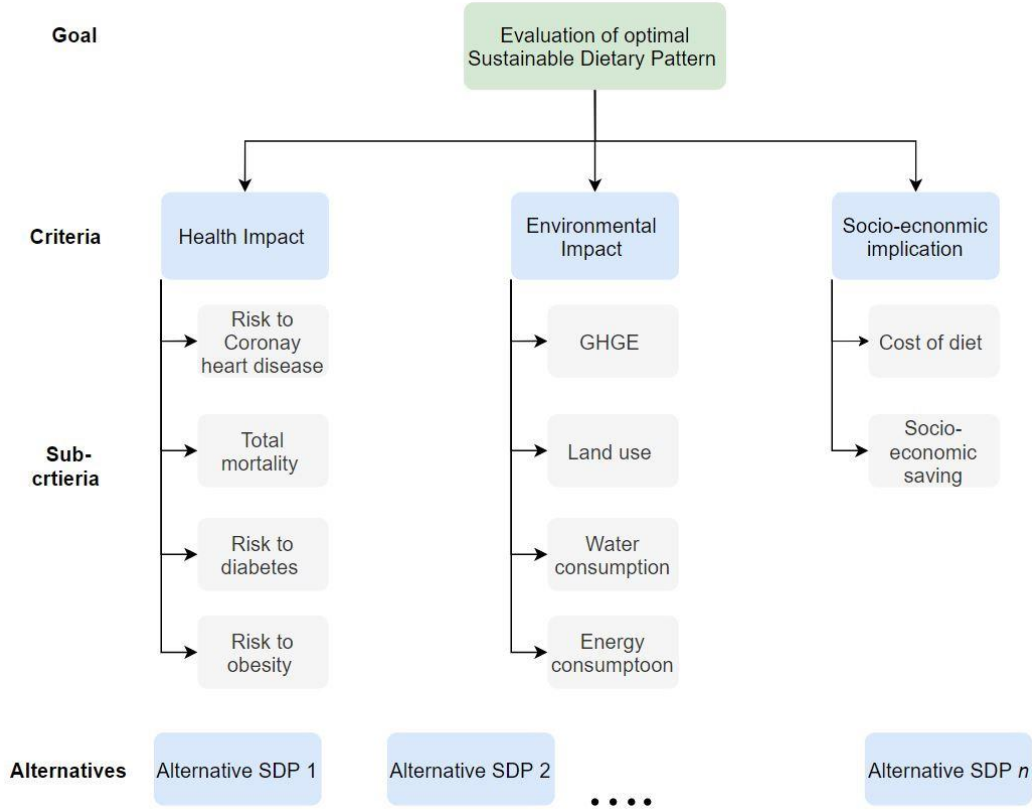 Goal
Evaluation of optimal
Sustainable Dietary Pattern
Criteria
Health Impact
Environmental
Impact
Socio-ecnonmic
implication
Sub-
crtieria
Risk to
Coronay
heart disease
Total
mortality
Risk to
diabetes
Risk to
obesity
GHGE
Land use
Water
consumption
Energy
consumptoon
Cost of diet
Socio-
economic
saving
Alternatives
Alternative SDP 1
Alternative SDP 2
....
Alternative SDP n